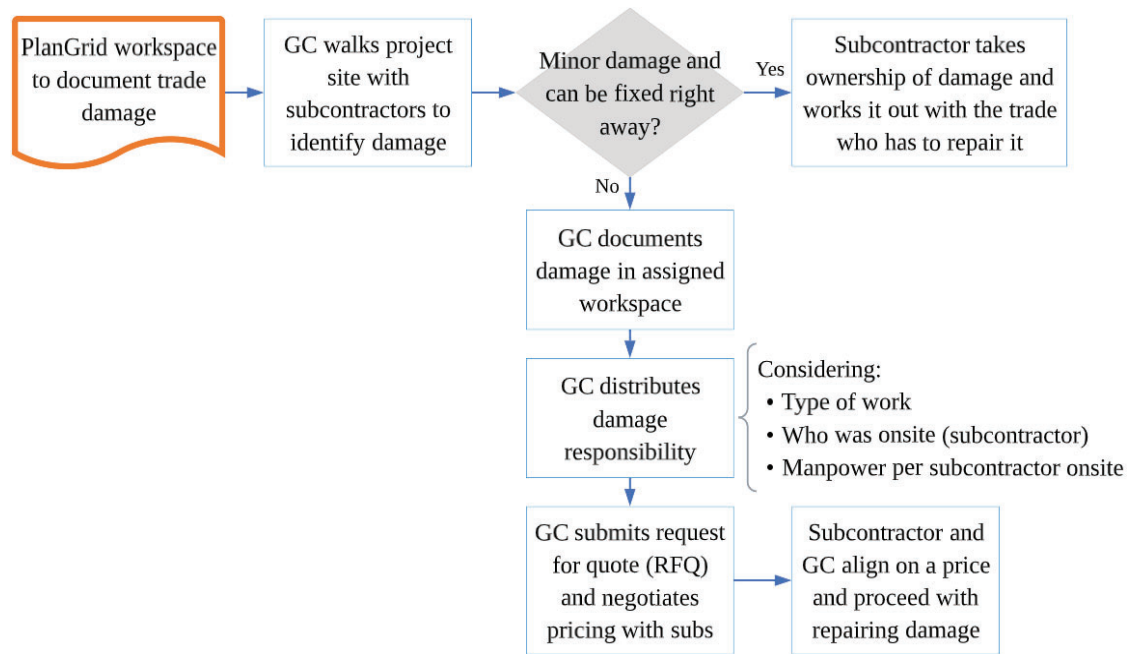 PlanGrid workspace
to document trade
damage
GC walks project
site with
subcontractors to
identify damage
Minor damage and
can be fixed right
away?
Yes
Subcontractor takes
ownership of damage and
works it out with the trade
who has to repair it
No
GC documents
damage in assigned
workspace
GC distributes
damage
responsibility
Considering:
• Type of work
• Who was onsite (subcontractor)
• Manpower per subcontractor onsite
GC submits request
for quote (RFQ)
and negotiates
pricing with subs
Subcontractor and
GC align on a price
and proceed with
repairing damage